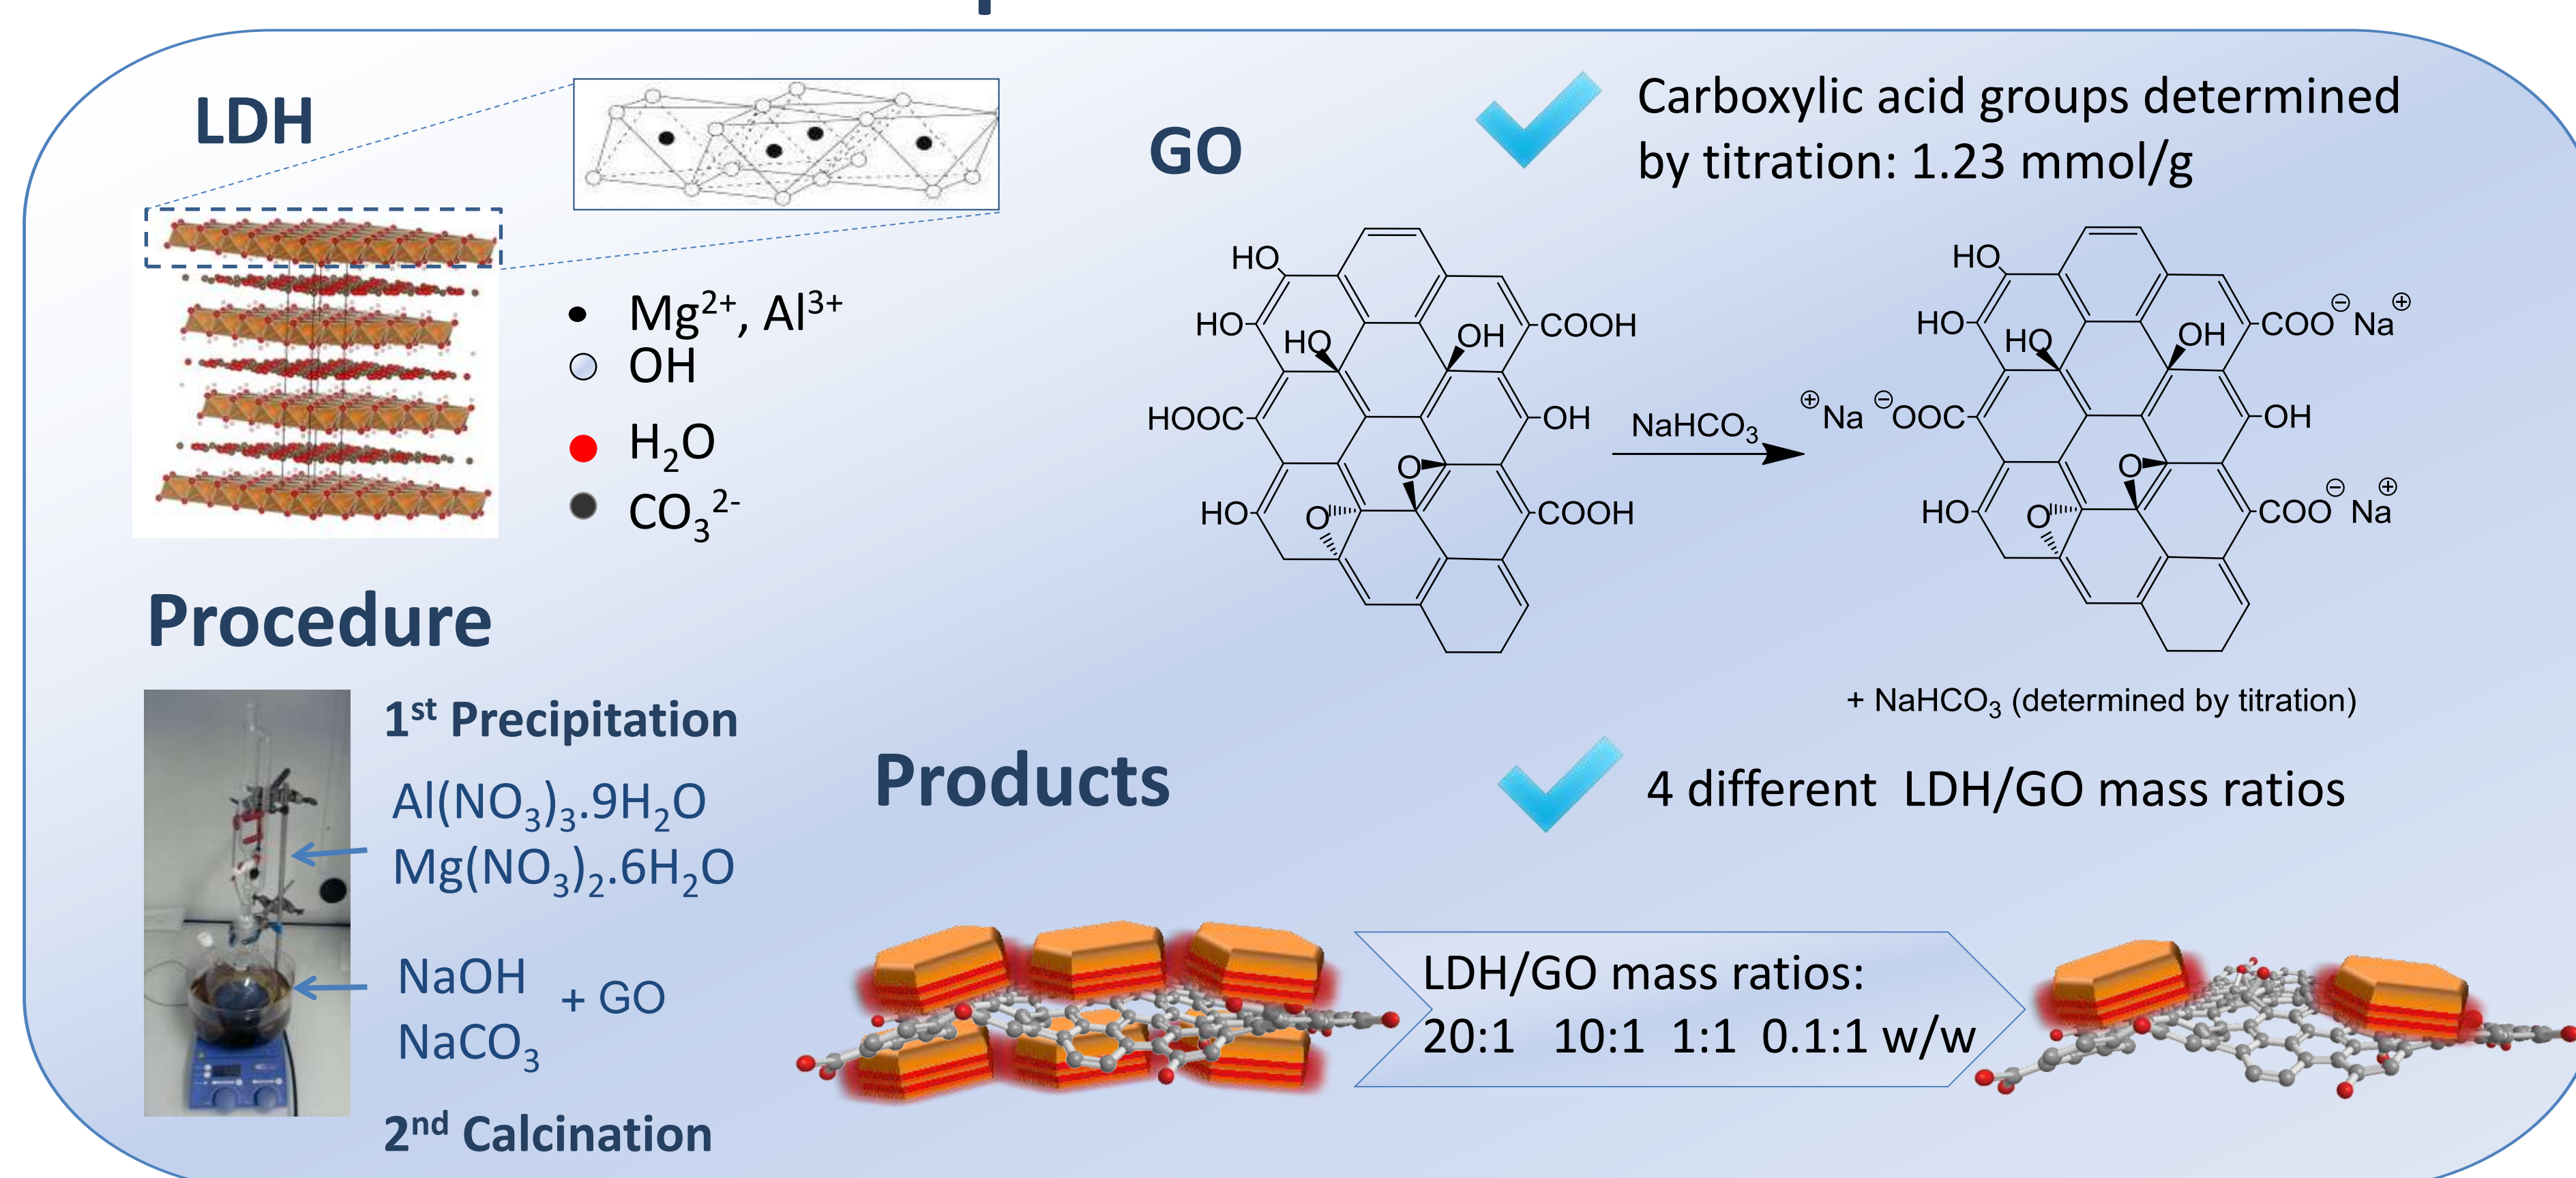 LDH
Mg²⁺, Al³⁺
OH
H₂O
CO₃²⁻
GO
Carboxylic acid groups determined
by titration: 1.23 mmol/g
HO
HO
HO
OH
COOH
HOOC
OH
O
HO
O
COOH
NaHCO₃
HO
HO
HO
OH
COO⊖ Na⊕
⊕Na ⊖OOC
OH
O
HO
O
COO⊖ Na⊕
+ NaHCO₃ (determined by titration)
Procedure
1ˢᵗ Precipitation
Al(NO₃)₃.9H₂O
Mg(NO₃)₂.6H₂O
NaOH
+ GO
NaCO₃
2ⁿᵈ Calcination
Products
4 different LDH/GO mass ratios
LDH/GO mass ratios:
20:1 10:1 1:1 0.1:1 w/w